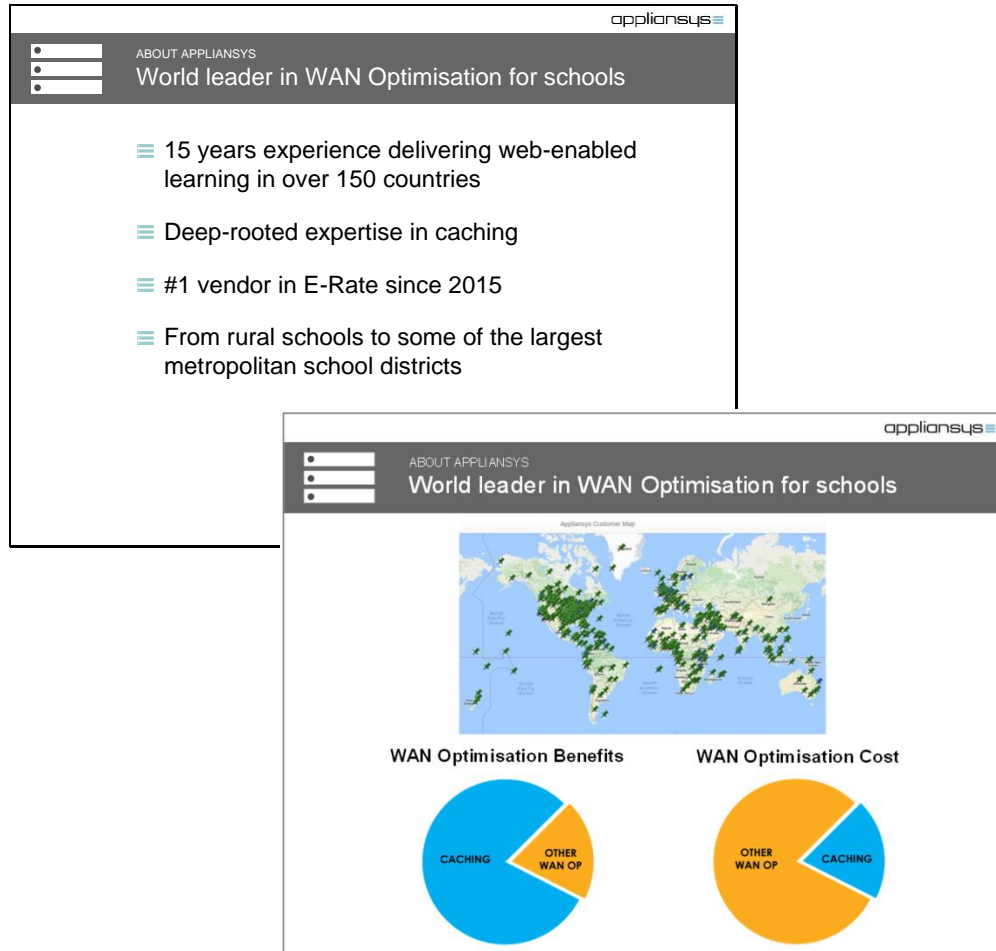 appliansys
ABOUT APPLIANSYS
World leader in WAN Optimisation for schools
15 years experience delivering web-enabled
learning in over 150 countries
Deep-rooted expertise in caching
#1 vendor in E-Rate since 2015
From rural schools to some of the largest
metropolitan school districts
appliansys
ABOUT APPLIANSYS
World leader in WAN Optimisation for schools
Appliansys Customer Map
WAN Optimisation Benefits
WAN Optimisation Cost
CACHING
OTHER
WAN OP
OTHER
WAN OP
CACHING